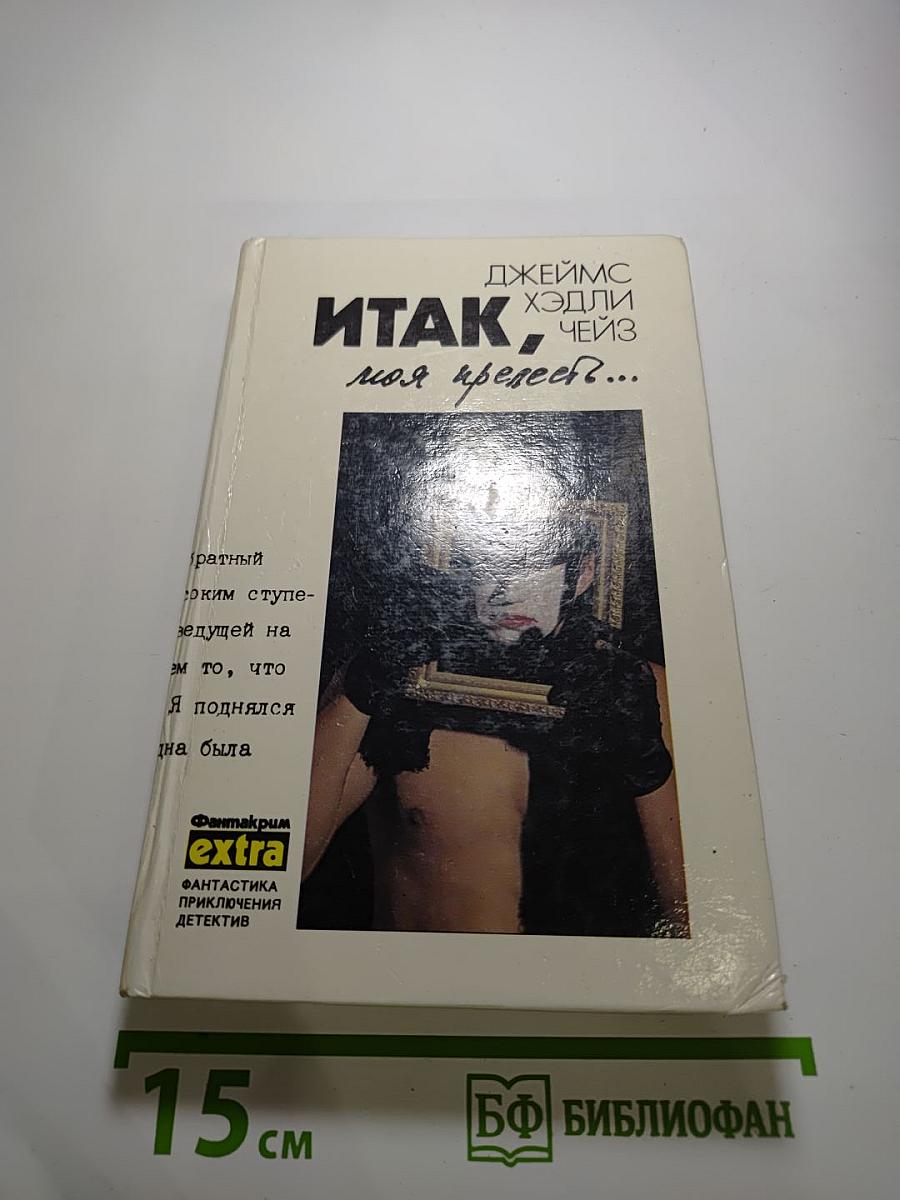 ДЖЕЙМС
ХЭДЛИ
ЧЕЙЗ
ИТАК,
моя прелесть...
братный
соким ступе-
ведущей на
ем то, что
Я поднялся
дна была
Фантакрим
extra
ФАНТАСТИКА
ПРИКЛЮЧЕНИЯ
ДЕТЕКТИВ
15 см
БФ БИБЛИОФАН